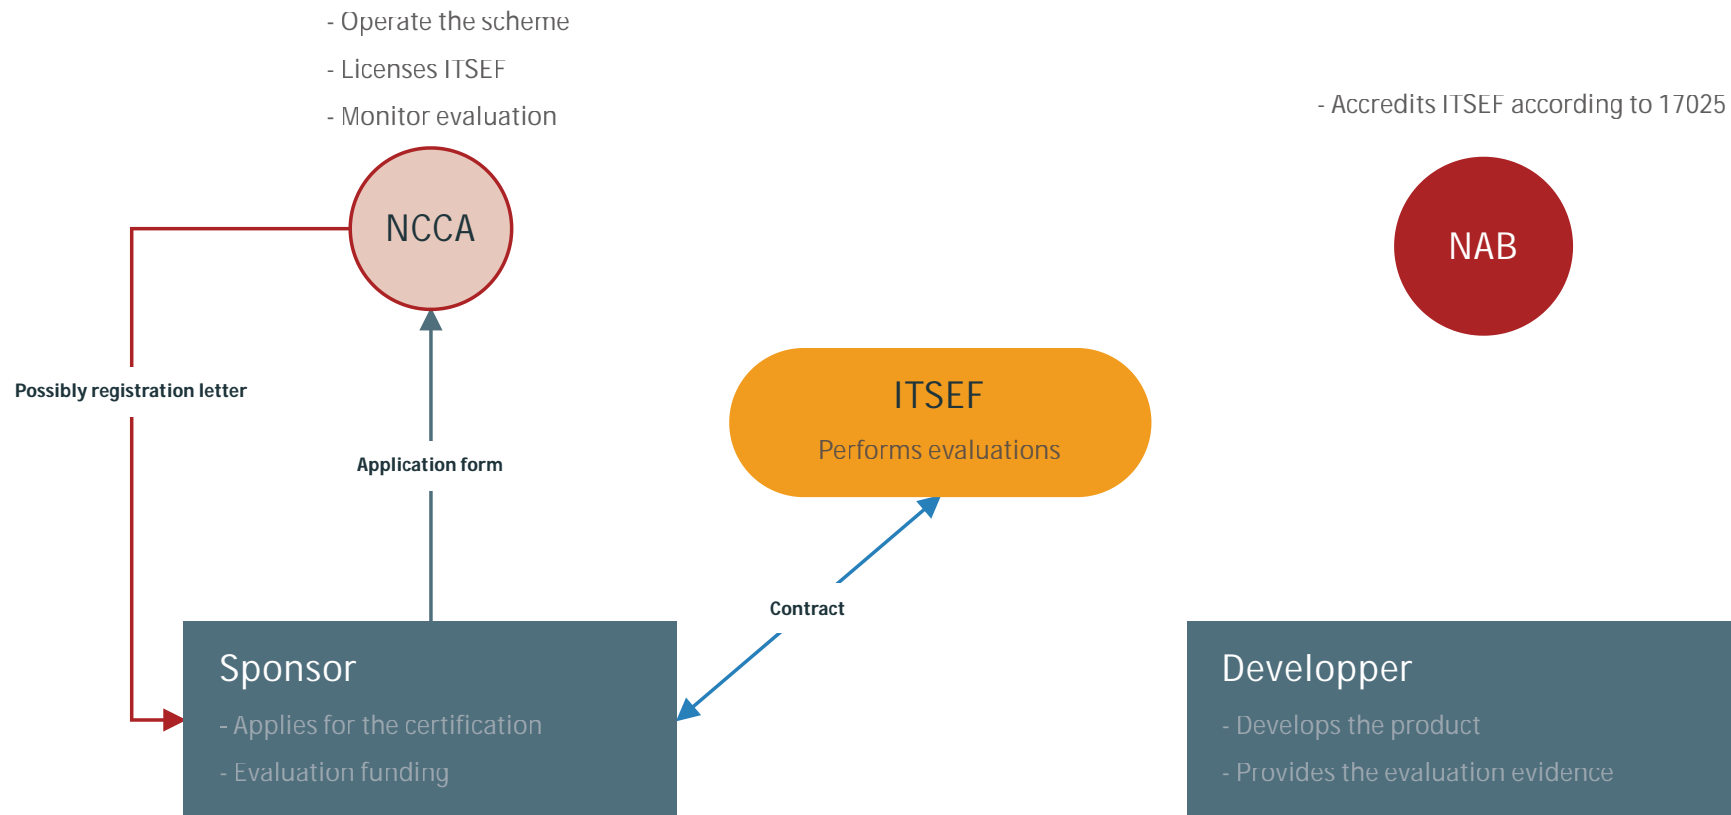 - Operate the scheme
- Licenses ITSEF
- Monitor evaluation
- Accredits ITSEF according to 17025
NCCA
NAB
Possibly registration letter
ITSEF
Performs evaluations
Application form
Contract
Sponsor
- Applies for the certification
- Evaluation funding
Developper
- Develops the product
- Provides the evaluation evidence